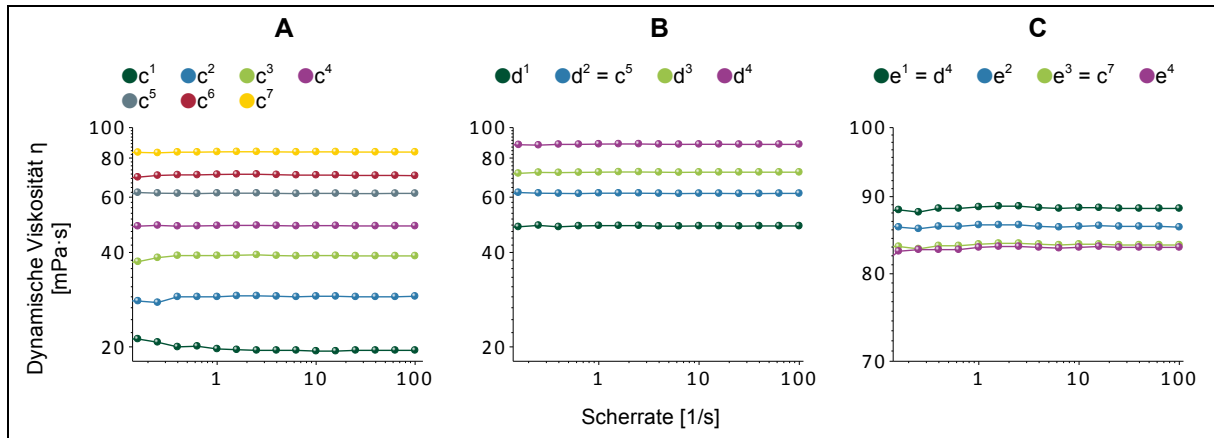 A
B
C
c¹ c² c³ c⁴
c⁵ c⁶ c⁷
d¹ d² = c⁵ d³ d⁴
e¹ = d⁴ e² e³ = c⁷ e⁴
Dynamische Viskosität η
[mPa·s]
100
80
60
40
20
1 10 100
100
80
60
40
20
1 10 100
100
90
80
70
1 10 100
Scherrate [1/s]